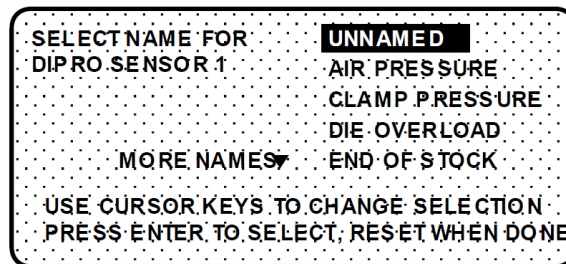 SELECT NAME FOR
DIPRO SENSOR 1
UNNAMED
AIR PRESSURE
CLAMP PRESSURE
DIE OVERLOAD
MORE NAMES▼ END OF STOCK
USE CURSOR KEYS TO CHANGE SELECTION
PRESS ENTER TO SELECT, RESET WHEN DONE